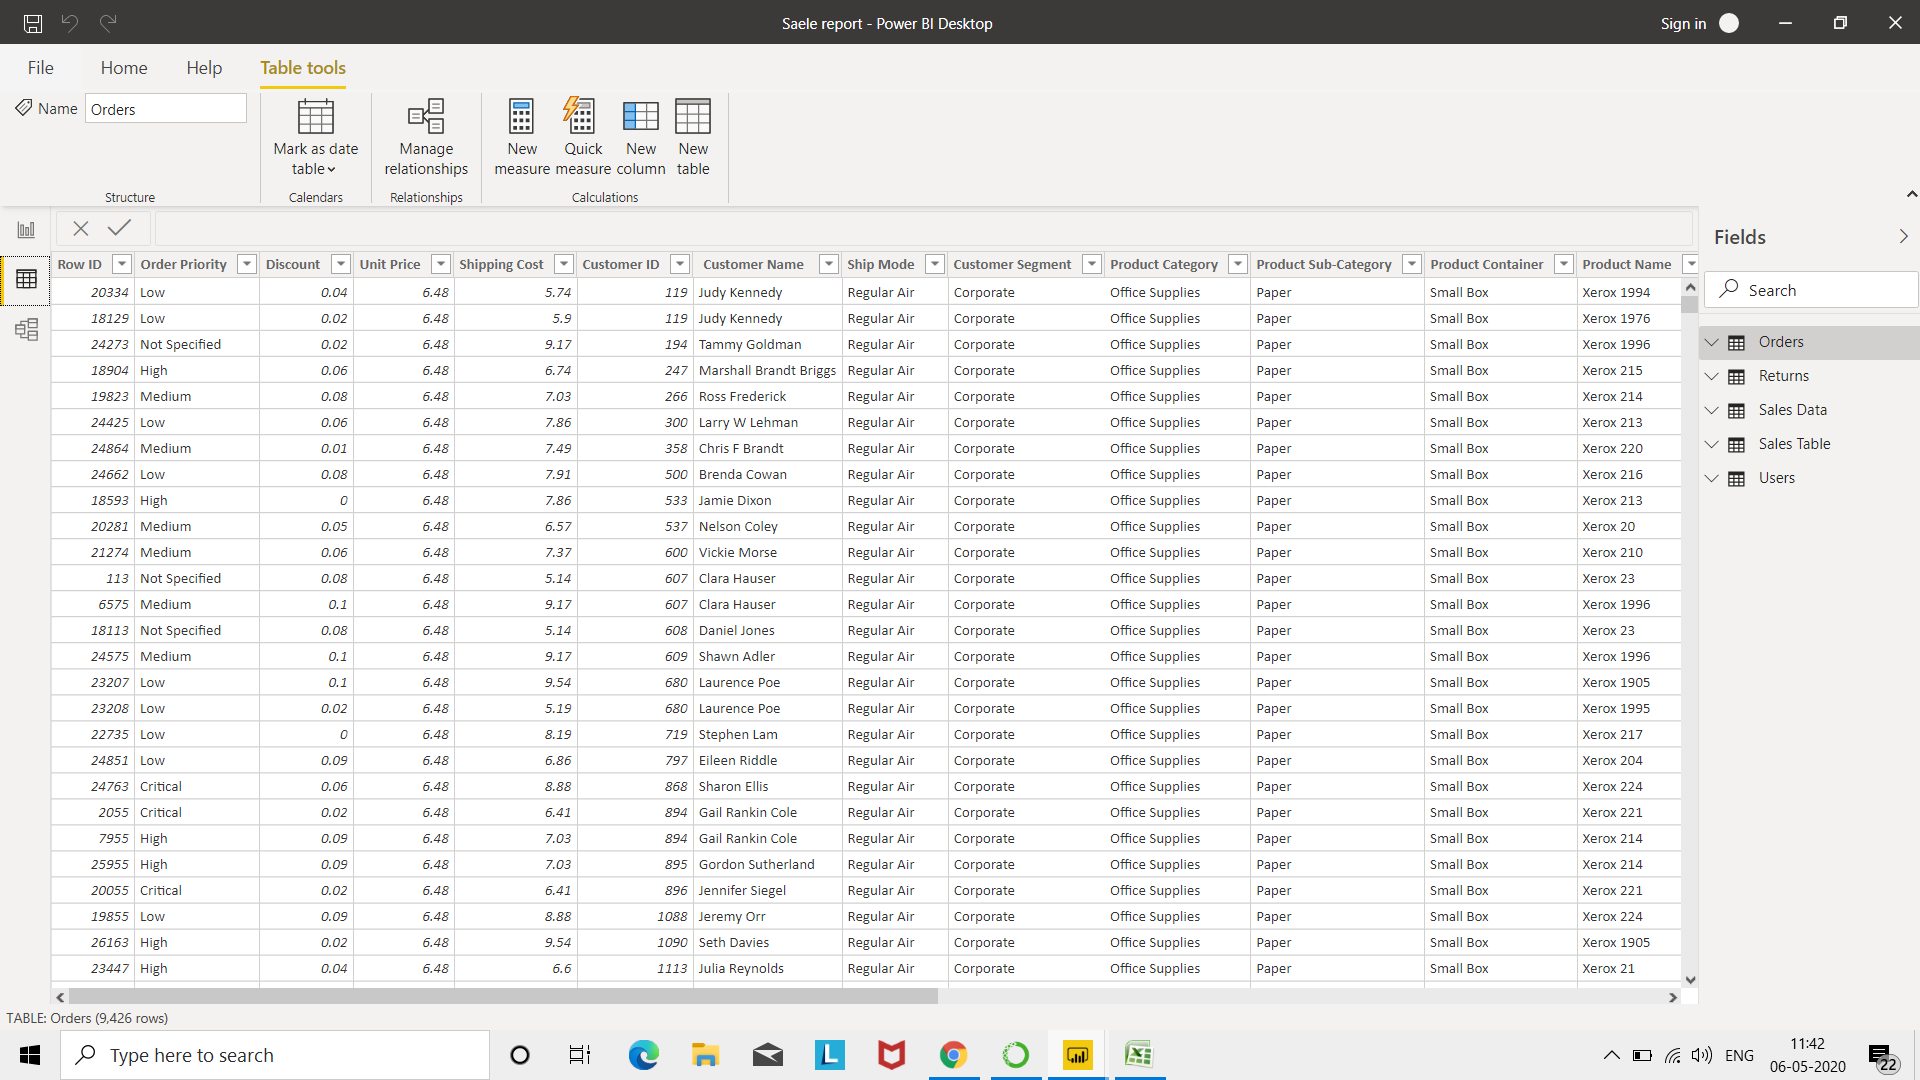 Saele report - Power BI Desktop
Sign in
File Home Help Table tools
Name Orders
Mark as date table
Manage relationships
New measure
Quick measure
New column
New table
Structure Calendars Relationships Calculations
Fields
Search
Orders
Returns
Sales Data
Sales Table
Users
Row ID Order Priority Discount Unit Price Shipping Cost Customer ID Customer Name Ship Mode Customer Segment Product Category Product Sub-Category Product Container Product Name
20334 Low 0.04 6.48 5.74 119 Judy Kennedy Regular Air Corporate Office Supplies Paper Small Box Xerox 1994
18129 Low 0.02 6.48 5.9 119 Judy Kennedy Regular Air Corporate Office Supplies Paper Small Box Xerox 1976
24273 Not Specified 0.02 6.48 9.17 194 Tammy Goldman Regular Air Corporate Office Supplies Paper Small Box Xerox 1996
18904 High 0.06 6.48 6.74 247 Marshall Brandt Briggs Regular Air Corporate Office Supplies Paper Small Box Xerox 215
19823 Medium 0.08 6.48 7.03 266 Ross Frederick Regular Air Corporate Office Supplies Paper Small Box Xerox 214
24425 Low 0.06 6.48 7.86 300 Larry W Lehman Regular Air Corporate Office Supplies Paper Small Box Xerox 213
24864 Medium 0.01 6.48 7.49 358 Chris F Brandt Regular Air Corporate Office Supplies Paper Small Box Xerox 220
24662 Low 0.08 6.48 7.91 500 Brenda Cowan Regular Air Corporate Office Supplies Paper Small Box Xerox 216
18593 High 0 6.48 7.86 533 Jamie Dixon Regular Air Corporate Office Supplies Paper Small Box Xerox 213
20281 Medium 0.05 6.48 6.57 537 Nelson Coley Regular Air Corporate Office Supplies Paper Small Box Xerox 20
21274 Medium 0.06 6.48 7.37 600 Vickie Morse Regular Air Corporate Office Supplies Paper Small Box Xerox 210
113 Not Specified 0.08 6.48 5.14 607 Clara Hauser Regular Air Corporate Office Supplies Paper Small Box Xerox 23
6575 Medium 0.1 6.48 9.17 607 Clara Hauser Regular Air Corporate Office Supplies Paper Small Box Xerox 1996
18113 Not Specified 0.08 6.48 5.14 608 Daniel Jones Regular Air Corporate Office Supplies Paper Small Box Xerox 23
24575 Medium 0.1 6.48 9.17 609 Shawn Adler Regular Air Corporate Office Supplies Paper Small Box Xerox 1996
23207 Low 0.1 6.48 9.54 680 Laurence Poe Regular Air Corporate Office Supplies Paper Small Box Xerox 1905
23208 Low 0.02 6.48 5.19 680 Laurence Poe Regular Air Corporate Office Supplies Paper Small Box Xerox 1995
22735 Low 0 6.48 8.19 719 Stephen Lam Regular Air Corporate Office Supplies Paper Small Box Xerox 217
24851 Low 0.09 6.48 6.86 797 Eileen Riddle Regular Air Corporate Office Supplies Paper Small Box Xerox 204
24763 Critical 0.06 6.48 8.88 868 Sharon Ellis Regular Air Corporate Office Supplies Paper Small Box Xerox 224
2055 Critical 0.02 6.48 6.41 894 Gail Rankin Cole Regular Air Corporate Office Supplies Paper Small Box Xerox 221
7955 High 0.09 6.48 7.03 894 Gail Rankin Cole Regular Air Corporate Office Supplies Paper Small Box Xerox 214
25955 High 0.09 6.48 7.03 895 Gordon Sutherland Regular Air Corporate Office Supplies Paper Small Box Xerox 214
20055 Critical 0.02 6.48 6.41 896 Jennifer Siegel Regular Air Corporate Office Supplies Paper Small Box Xerox 221
19855 Low 0.09 6.48 8.88 1088 Jeremy Orr Regular Air Corporate Office Supplies Paper Small Box Xerox 224
26163 High 0.02 6.48 9.54 1090 Seth Davies Regular Air Corporate Office Supplies Paper Small Box Xerox 1905
23447 High 0.04 6.48 6.6 1113 Julia Reynolds Regular Air Corporate Office Supplies Paper Small Box Xerox 21
TABLE: Orders (9,426 rows)
Type here to search
L
ENG
11:42
06-05-2020
22